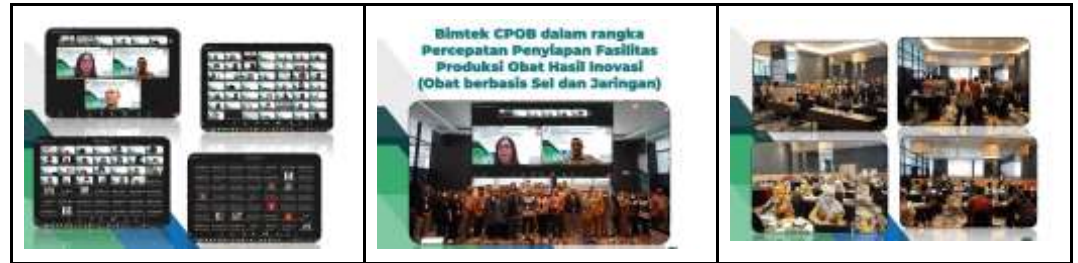 Bimtek CPOB dalam rangka
Percepatan Penyiapan Fasilitas
Produksi Obat Hasil Inovasi
(Obat berbasis Sel dan Jaringan)